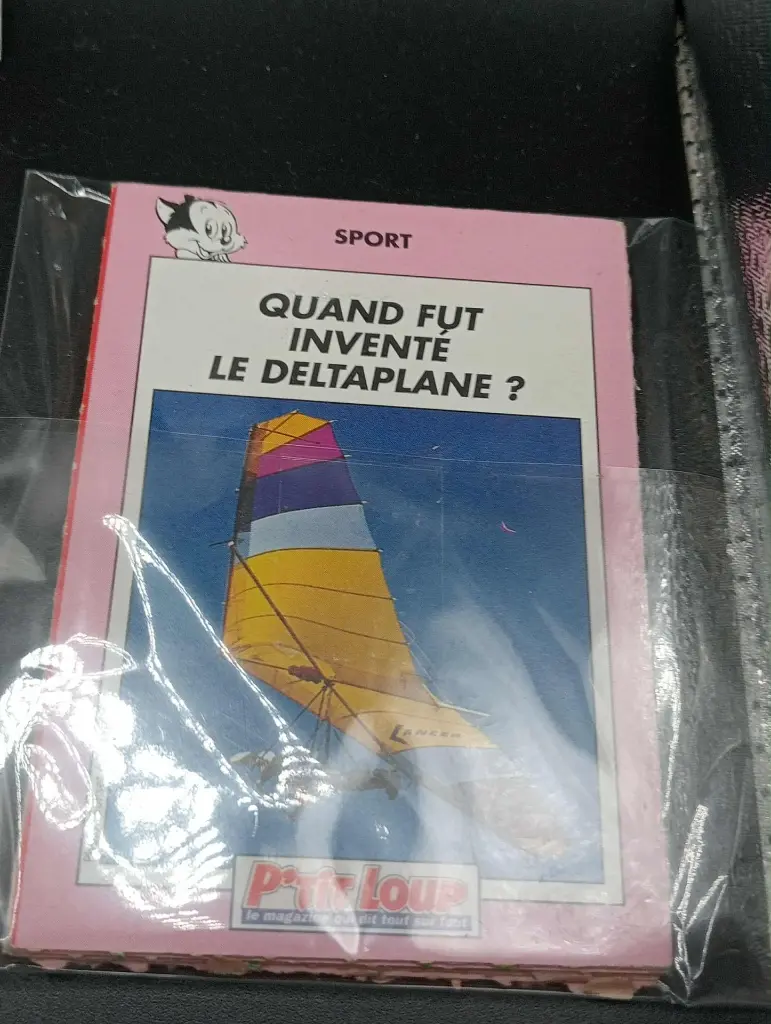 SPORT
QUAND FUT
INVENTÉ
LE DELTAPLANE ?
LANCER
P'tit Loup
le magazine qui dit tout sur tout